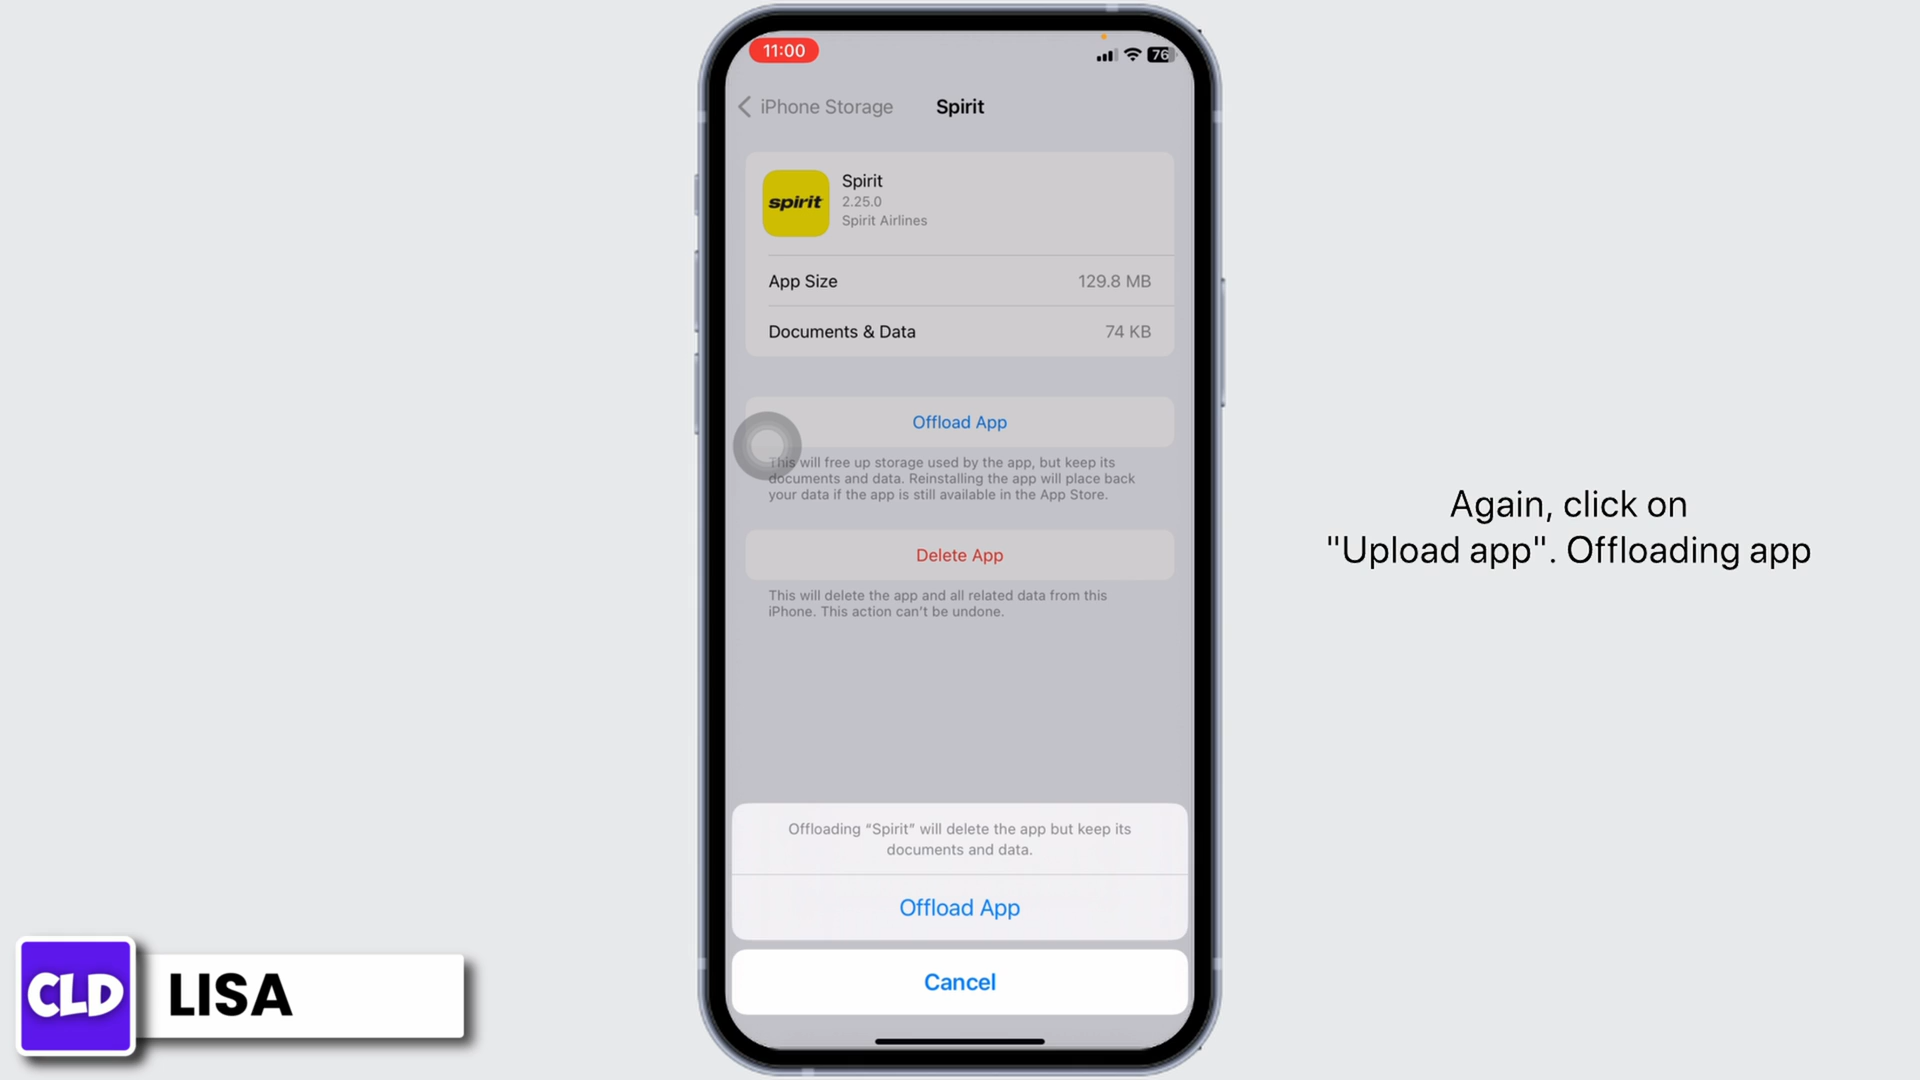 11:00
76
iPhone Storage
Spirit
spirit
Spirit
2.25.0
Spirit Airlines
App Size
129.8 MB
Documents & Data
74 KB
Offload App
This will free up storage used by the app, but keep its
documents and data. Reinstalling the app will place back
your data if the app is still available in the App Store.
Delete App
This will delete the app and all related data from this
iPhone. This action can't be undone.
Offloading “Spirit” will delete the app but keep its
documents and data.
Offload App
Cancel
Again, click on
"Upload app". Offloading app
CLD
LISA